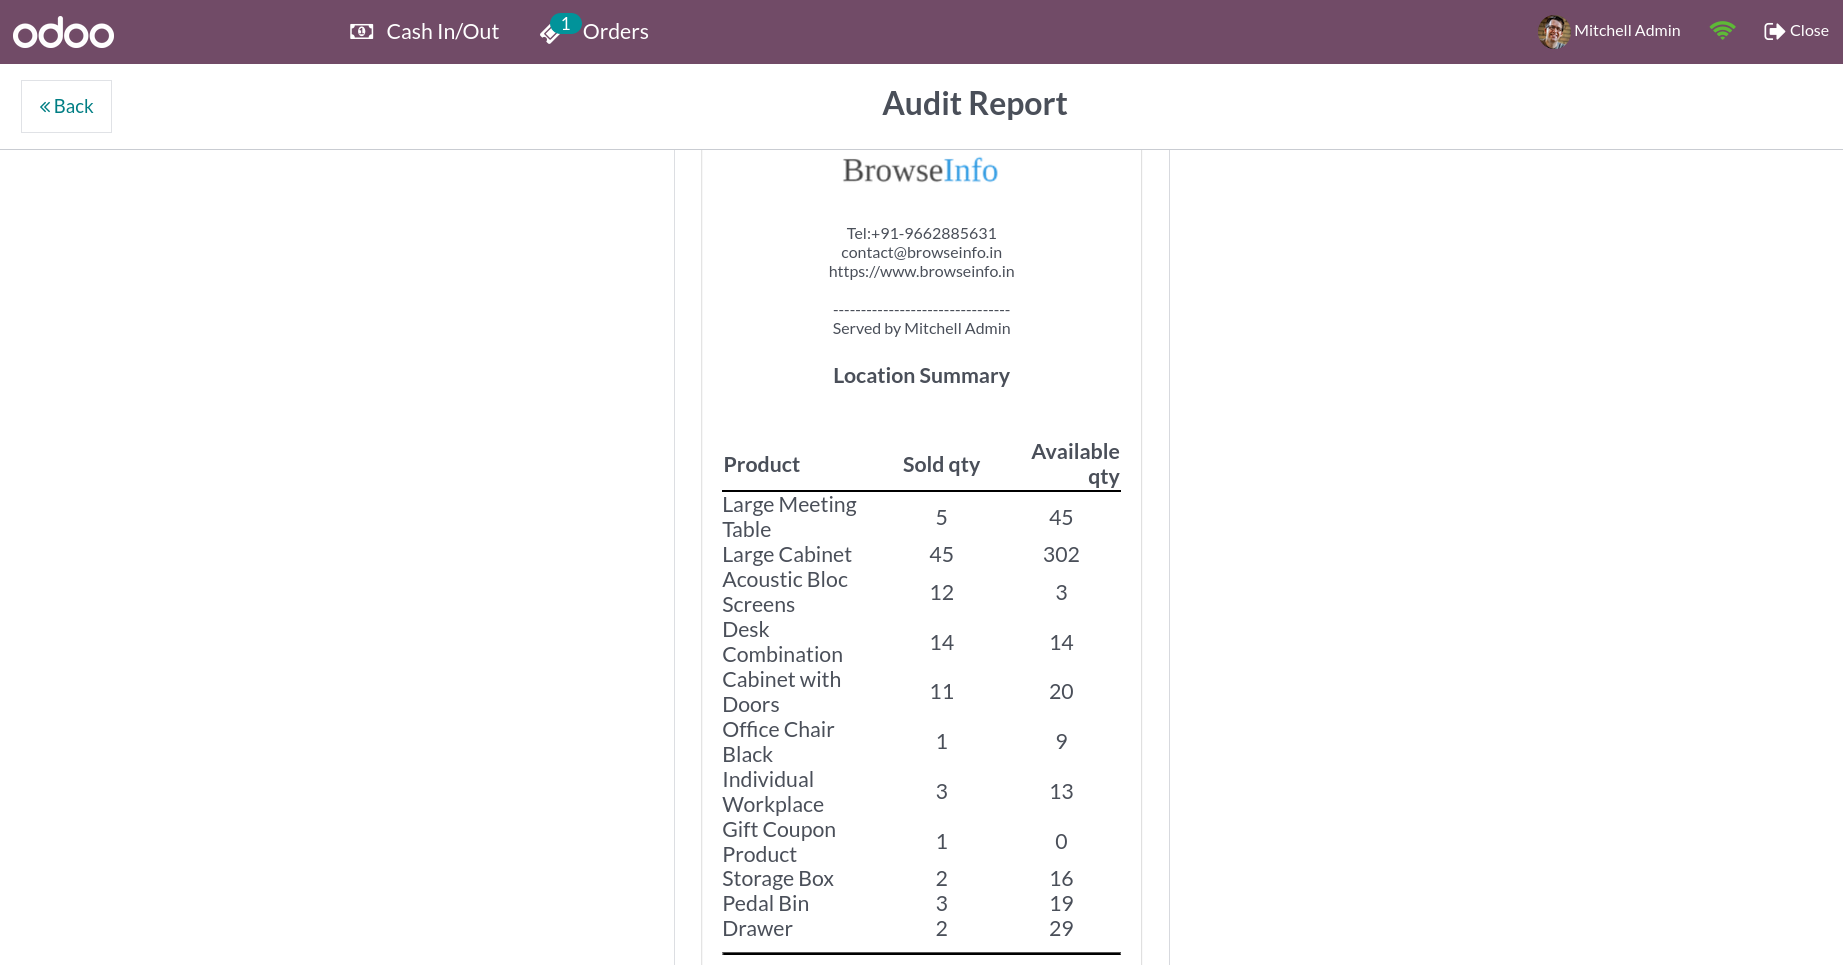 odoo
Cash In/Out
1
Orders
Mitchell Admin
Close
« Back
Audit Report
BrowseInfo
Tel:+91-9662885631
contact@browseinfo.in
https://www.browseinfo.in
--------------------------------
Served by Mitchell Admin
Location Summary
Product Sold qty Available
qty
Large Meeting
Table 5 45
Large Cabinet 45 302
Acoustic Bloc
Screens 12 3
Desk
Combination 14 14
Cabinet with
Doors 11 20
Office Chair
Black 1 9
Individual
Workplace 3 13
Gift Coupon
Product 1 0
Storage Box 2 16
Pedal Bin 3 19
Drawer 2 29